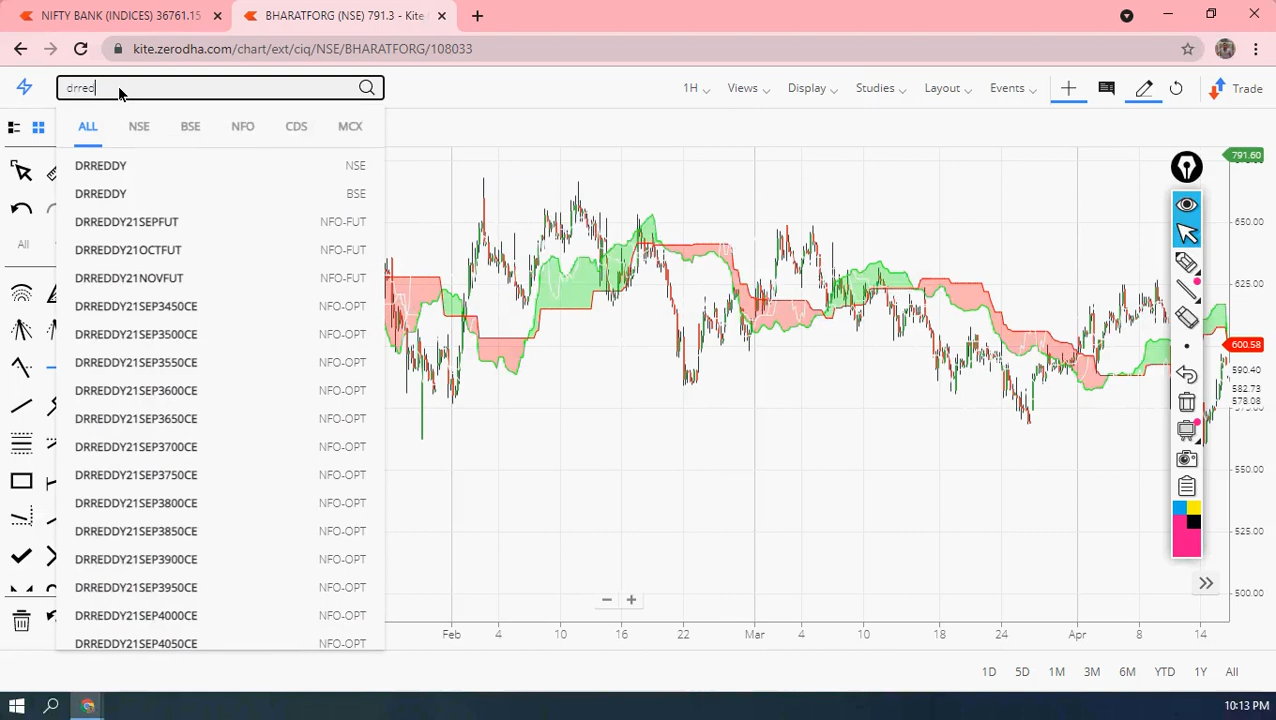 NIFTY BANK (INDICES) 36761.15
BHARATFORG (NSE) 791.3 - Kite
kite.zerodha.com/chart/ext/ciq/NSE/BHARATFORG/108033
drred
1H
Views
Display
Studies
Layout
Events
Trade
ALL NSE BSE NFO CDS MCX
DRREDDY NSE
DRREDDY BSE
DRREDDY21SEPFUT NFO-FUT
DRREDDY21OCTFUT NFO-FUT
DRREDDY21NOVFUT NFO-FUT
DRREDDY21SEP3450CE NFO-OPT
DRREDDY21SEP3500CE NFO-OPT
DRREDDY21SEP3550CE NFO-OPT
DRREDDY21SEP3600CE NFO-OPT
DRREDDY21SEP3650CE NFO-OPT
DRREDDY21SEP3700CE NFO-OPT
DRREDDY21SEP3750CE NFO-OPT
DRREDDY21SEP3800CE NFO-OPT
DRREDDY21SEP3850CE NFO-OPT
DRREDDY21SEP3900CE NFO-OPT
DRREDDY21SEP3950CE NFO-OPT
DRREDDY21SEP4000CE NFO-OPT
DRREDDY21SEP4050CE NFO-OPT
All
791.60
650.00
625.00
600.58
590.40
582.73
578.08
550.00
525.00
500.00
Feb 4 10 16 22 Mar 4 10 18 24 Apr 8 14
1D 5D 1M 3M 6M YTD 1Y All
10:13 PM